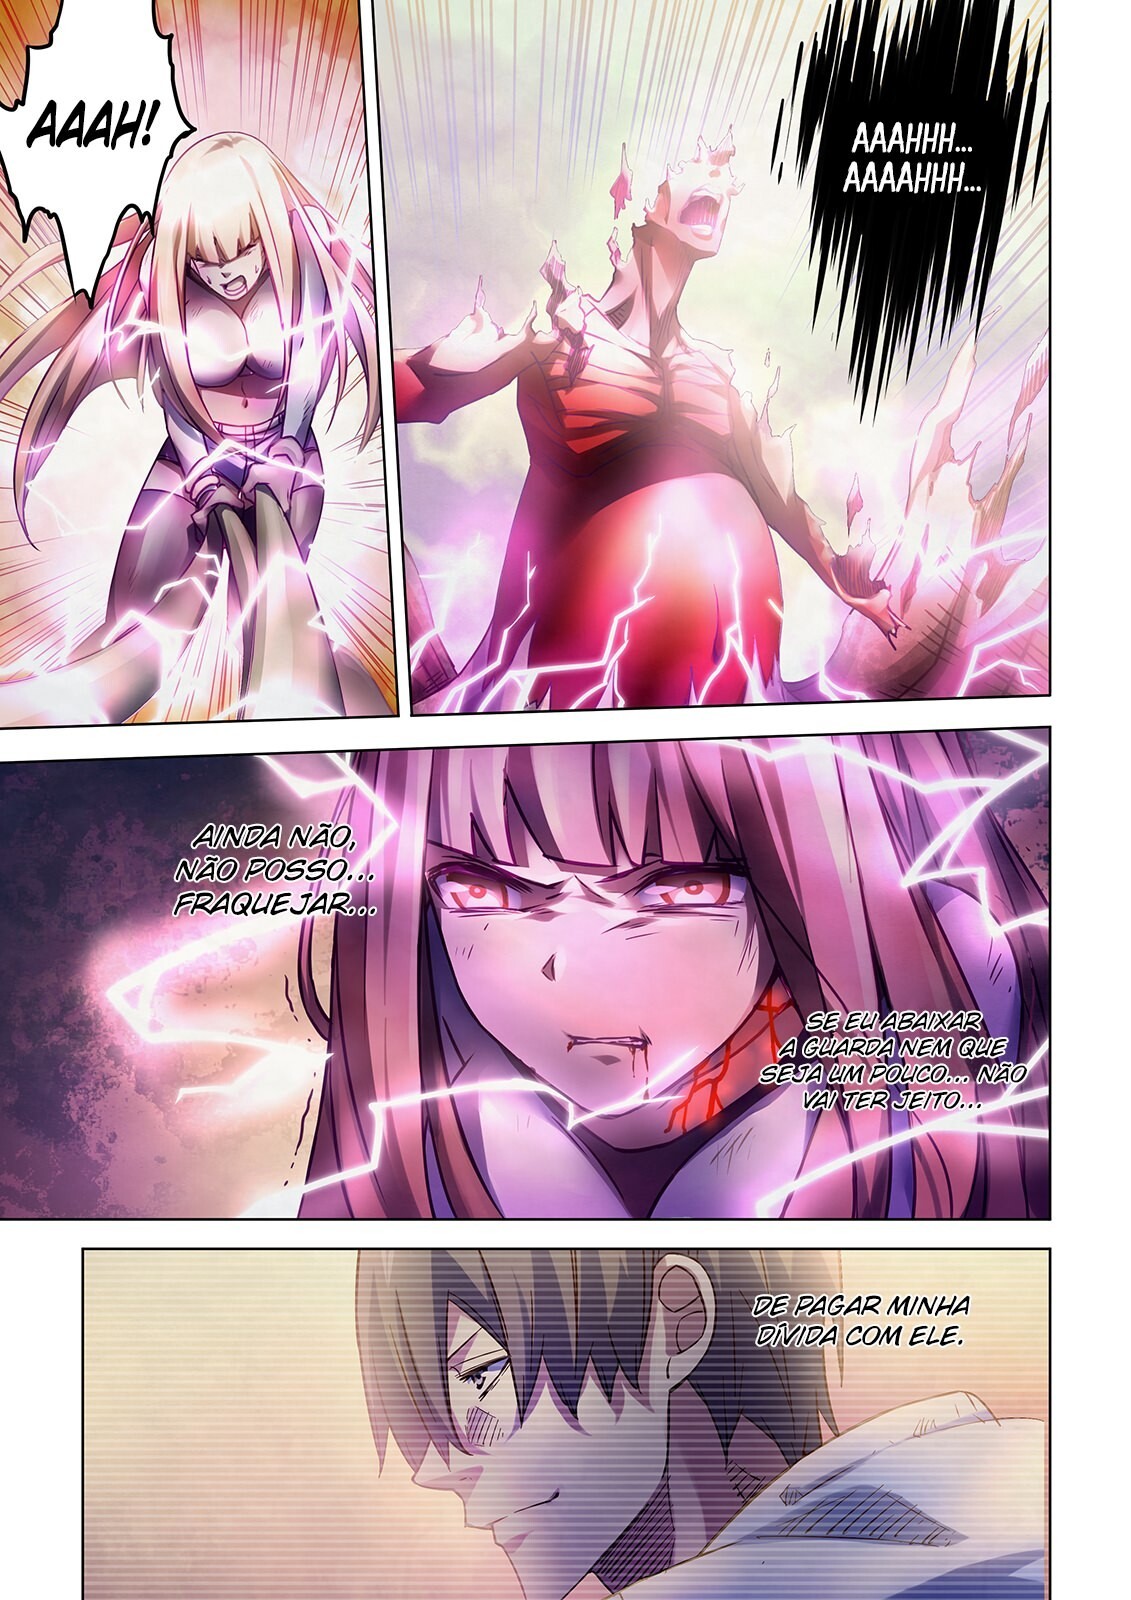 AAAHHH...
AAAAHHH...
AAAH!
AINDA NÃO,
NÃO POSSO...
FRAQUEJAR...
SE EU ABAIXAR
A GUARDA NEM QUE
SEJA UM POUCO... NÃO
VAI TER JEITO...
DE PAGAR MINHA
DÍVIDA COM ELE.